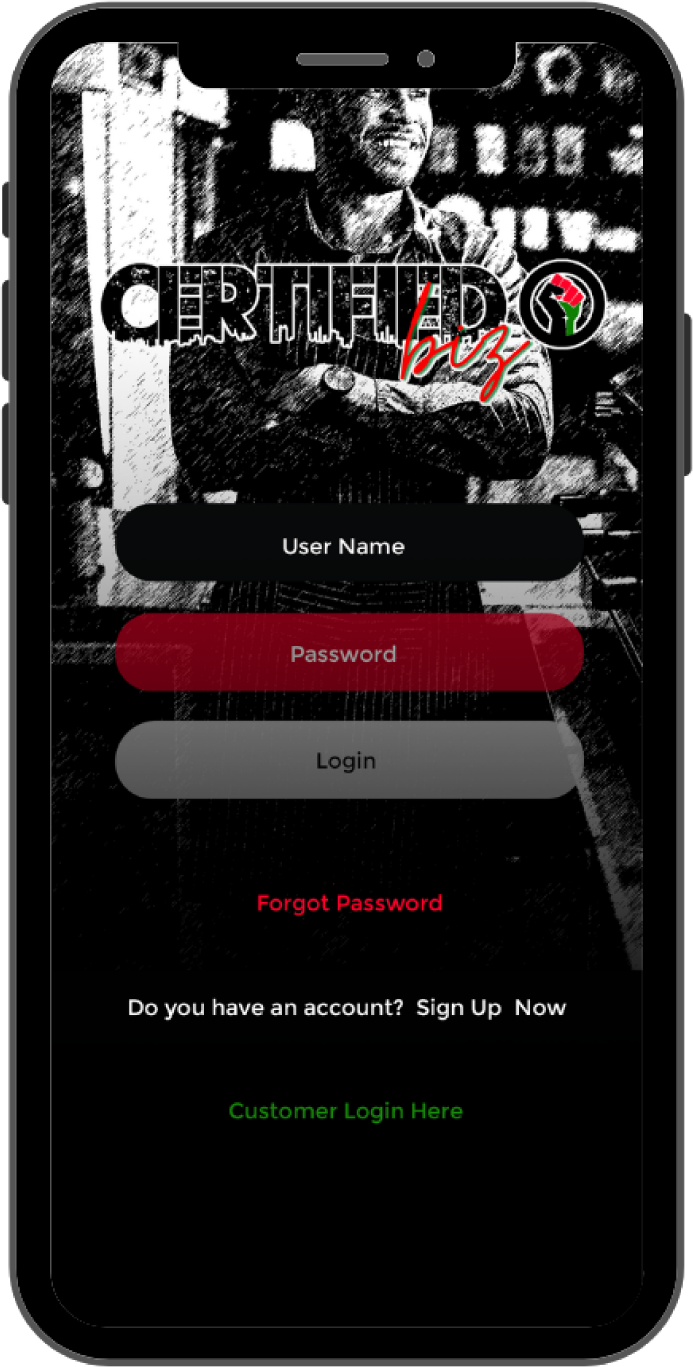 CERTIFIED
biz
User Name
Password
Login
Forgot Password
Do you have an account? Sign Up Now
Customer Login Here